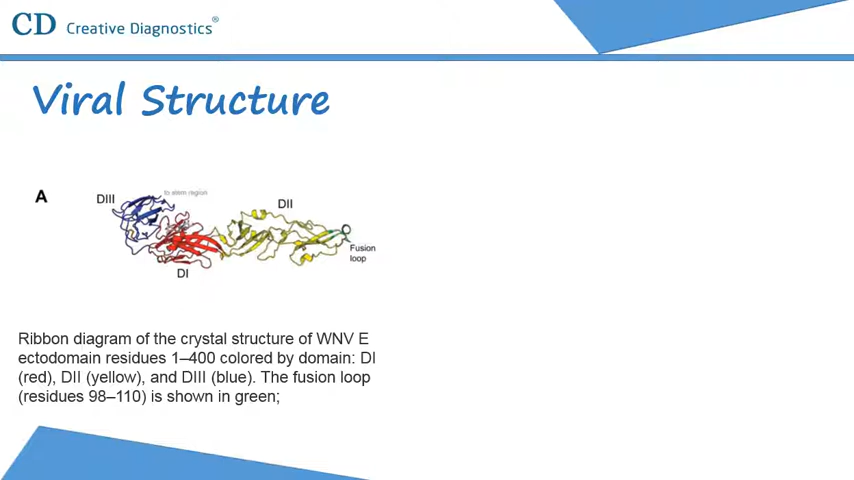 CD Creative Diagnostics®
Viral Structure
A
DIII
to stem region
DII
Fusion
loop
DI
Ribbon diagram of the crystal structure of WNV E
ectodomain residues 1–400 colored by domain: DI
(red), DII (yellow), and DIII (blue). The fusion loop
(residues 98–110) is shown in green;